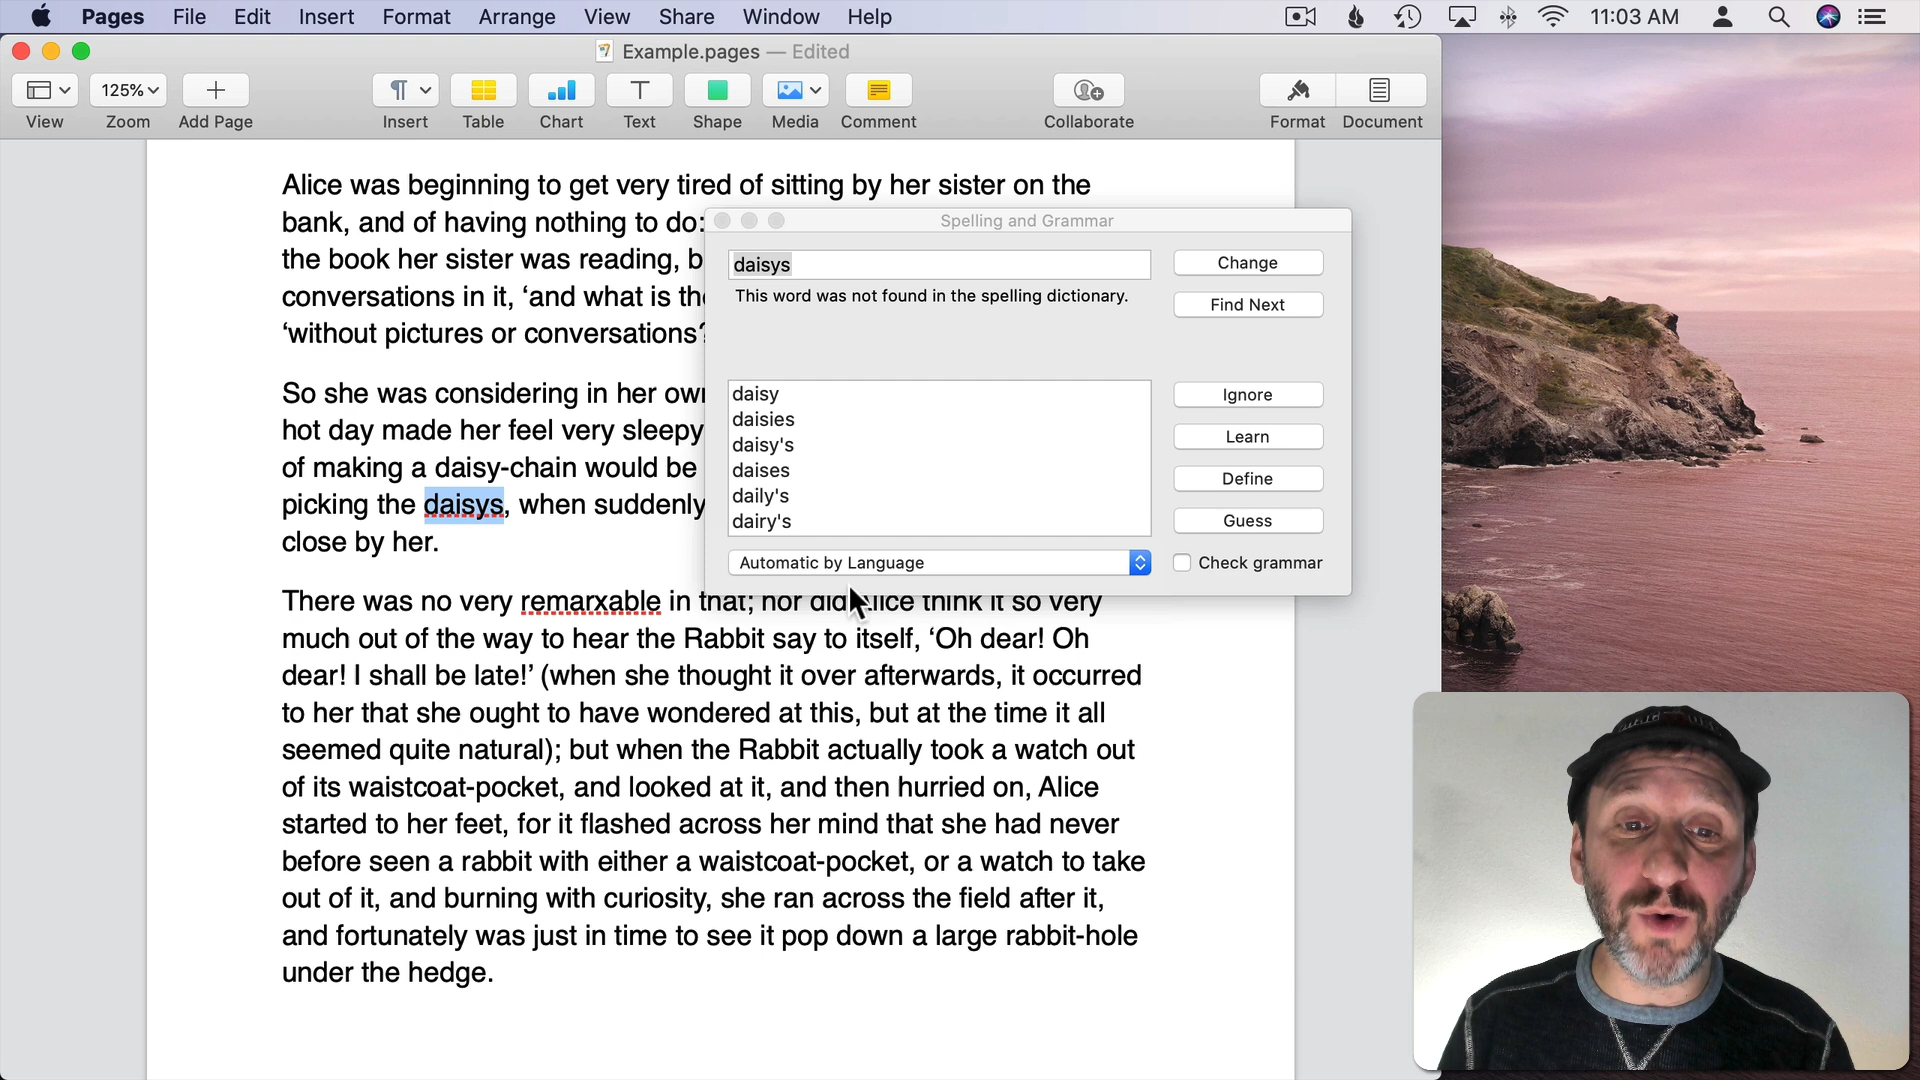 Pages File Edit Insert Format Arrange View Share Window Help 11:03 AM
Example.pages — Edited
125%
View Zoom Add Page Insert Table Chart Text Shape Media Comment Collaborate Format Document
Alice was beginning to get very tired of sitting by her sister on the
bank, and of having nothing to do:
the book her sister was reading, b
conversations in it, ‘and what is the
‘without pictures or conversations?
So she was considering in her own
hot day made her feel very sleepy
of making a daisy-chain would be
picking the daisys, when suddenly
close by her.
Spelling and Grammar
daisys
Change
This word was not found in the spelling dictionary.
Find Next
daisy
daisies
daisy's
daises
daily's
dairy's
Ignore
Learn
Define
Guess
Automatic by Language
Check grammar
There was no very remarxable in that; nor did Alice think it so very
much out of the way to hear the Rabbit say to itself, ‘Oh dear! Oh
dear! I shall be late!’ (when she thought it over afterwards, it occurred
to her that she ought to have wondered at this, but at the time it all
seemed quite natural); but when the Rabbit actually took a watch out
of its waistcoat-pocket, and looked at it, and then hurried on, Alice
started to her feet, for it flashed across her mind that she had never
before seen a rabbit with either a waistcoat-pocket, or a watch to take
out of it, and burning with curiosity, she ran across the field after it,
and fortunately was just in time to see it pop down a large rabbit-hole
under the hedge.